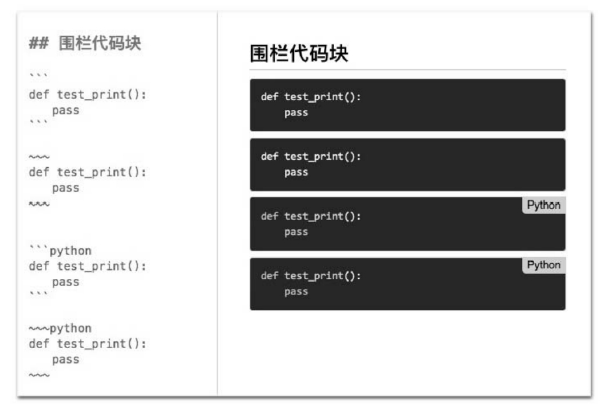 ## 围栏代码块
```
def test_print():
    pass
```
~~~
def test_print():
    pass
~~~
```python
def test_print():
    pass
```
~~~python
def test_print():
    pass
~~~
围栏代码块
def test_print():
    pass
def test_print():
    pass
Python
def test_print():
    pass
Python
def test_print():
    pass